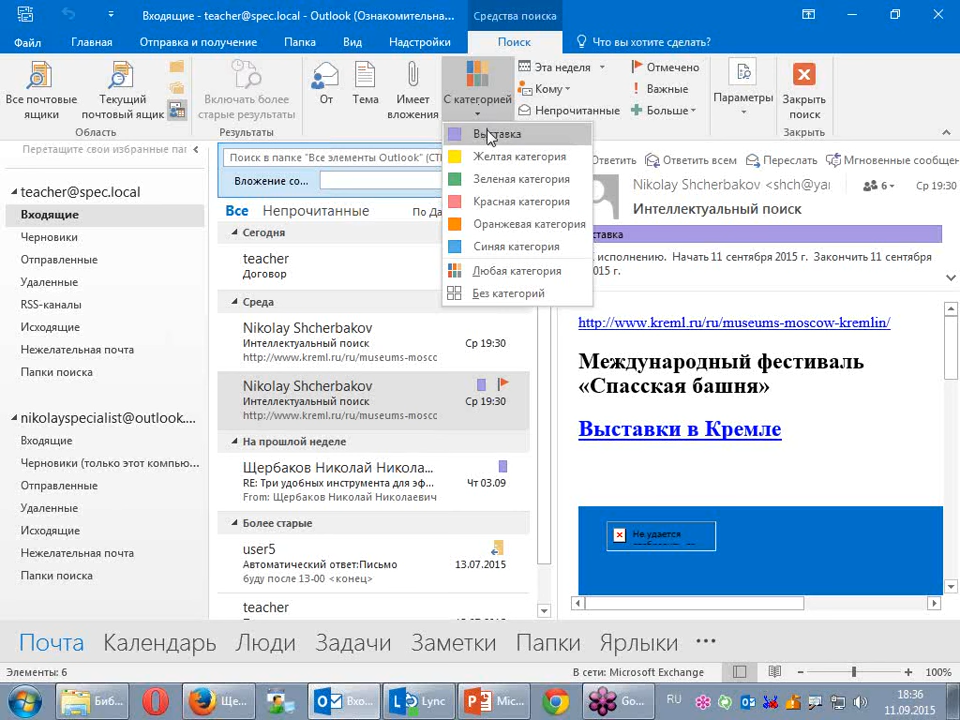 Входящие - teacher@spec.local - Outlook (Ознакомительна...
Средства поиска
Файл
Главная
Отправка и получение
Папка
Вид
Надстройки
Поиск
Что вы хотите сделать?
Все почтовые ящики
Текущий почтовый ящик
Включать более старые результаты
От
Тема
Имеет вложения
С категорией
Эта неделя
Кому
Непрочитанные
Отмечено
Важные
Больше
Параметры
Закрыть поиск
Область
Закрыть
Выставка
Желтая категория
Зеленая категория
Красная категория
Оранжевая категория
Синяя категория
Любая категория
Без категорий
Перетащите сюда избранные па
teacher@spec.local
Входящие
Черновики
Отправленные
Удаленные
RSS-каналы
Исходящие
Нежелательная почта
Папки поиска
nikolayspecialist@outlook....
Входящие
Черновики (только этот компью...
Отправленные
Удаленные
Исходящие
Нежелательная почта
Папки поиска
Поиск в папке "Все элементы Outlook" (CTI
Вложение со...
Все Непрочитанные
По Да
Сегодня
teacher
Договор
Среда
Nikolay Shcherbakov
Интеллектуальный поиск Ср 19:30
http://www.kreml.ru/ru/museums-mosco
Nikolay Shcherbakov
Интеллектуальный поиск Ср 19:30
http://www.kreml.ru/ru/museums-mosco
На прошлой неделе
Щербаков Николай Никола...
RE: Три удобных инструмента для эф... Чт 03.09
From: Щербаков Николай Николаевич
Более старые
user5
Автоматический ответ:Письмо 13.07.2015
буду после 13-00 <конец>
teacher
Ответить
Ответить всем
Переслать
Мгновенные сообщен
Nikolay Shcherbakov <shch@yan
6
Ср 19:30
Интеллектуальный поиск
ыставка
к исполнению. Начать 11 сентября 2015 г. Закончить 11 сентября
2015 г.
http://www.kreml.ru/ru/museums-moscow-kremlin/
Международный фестиваль
«Спасская башня»
Выставки в Кремле
Не удается
Почта Календарь Люди Задачи Заметки Папки Ярлыки ...
Элементы: 6
В сети: Microsoft Exchange
100%
Биб...
Ще...
Вхо...
Lync
Mic...
Go...
RU
18:36
11.09.2015